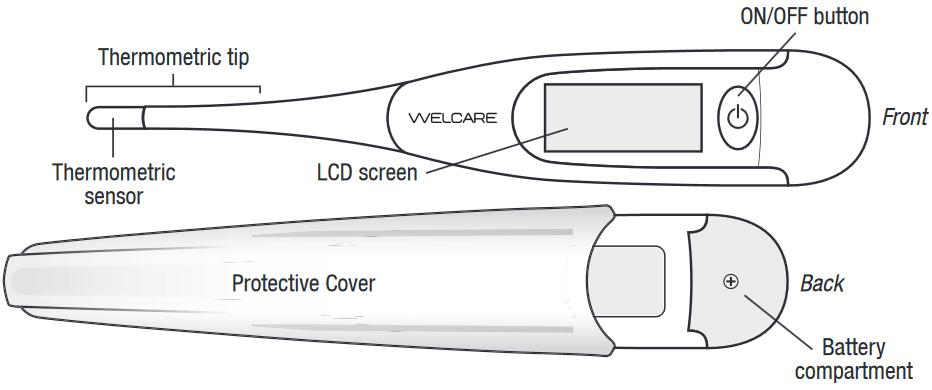 ON/OFF button
Thermometric tip
WELCARE
Front
Thermometric
sensor
LCD screen
Protective Cover
Back
Battery
compartment